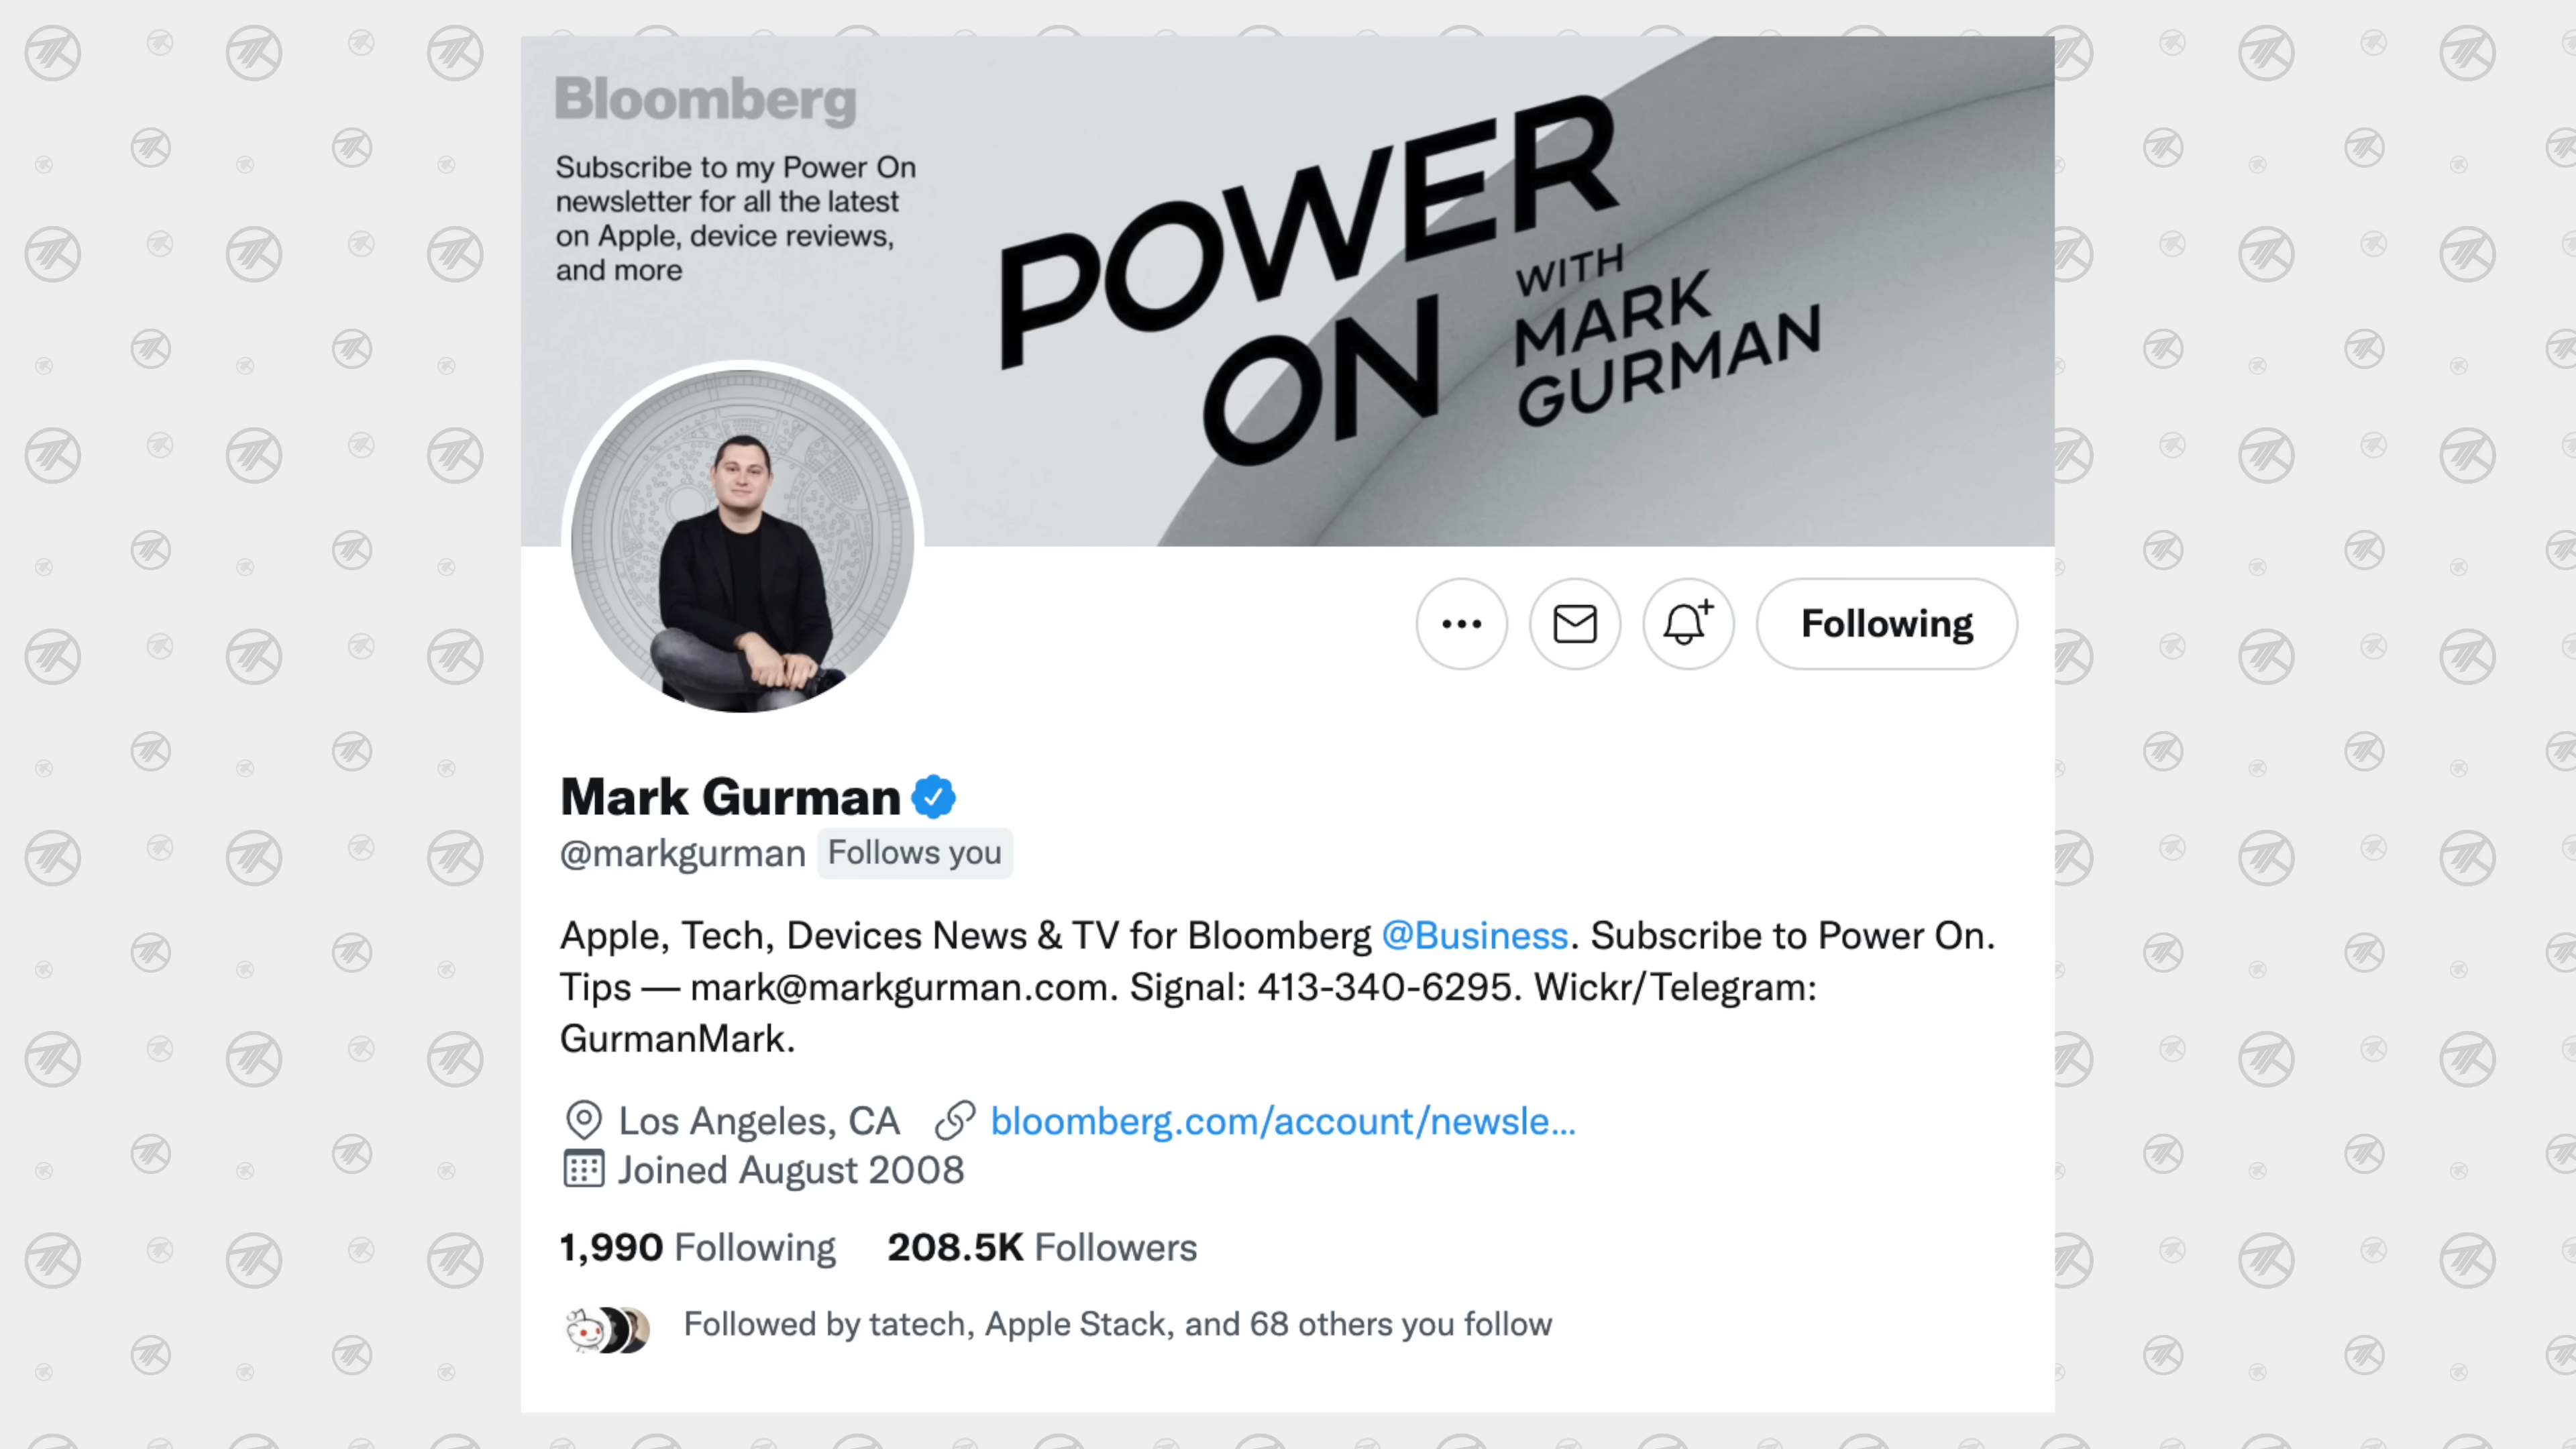 Bloomberg
Subscribe to my Power On
newsletter for all the latest
on Apple, device reviews,
and more
POWER
ON
WITH
MARK
GURMAN
Following
Mark Gurman
@markgurman Follows you
Apple, Tech, Devices News & TV for Bloomberg @Business. Subscribe to Power On.
Tips — mark@markgurman.com. Signal: 413-340-6295. Wickr/Telegram:
GurmanMark.
Los Angeles, CA bloomberg.com/account/newsle...
Joined August 2008
1,990 Following 208.5K Followers
Followed by tatech, Apple Stack, and 68 others you follow